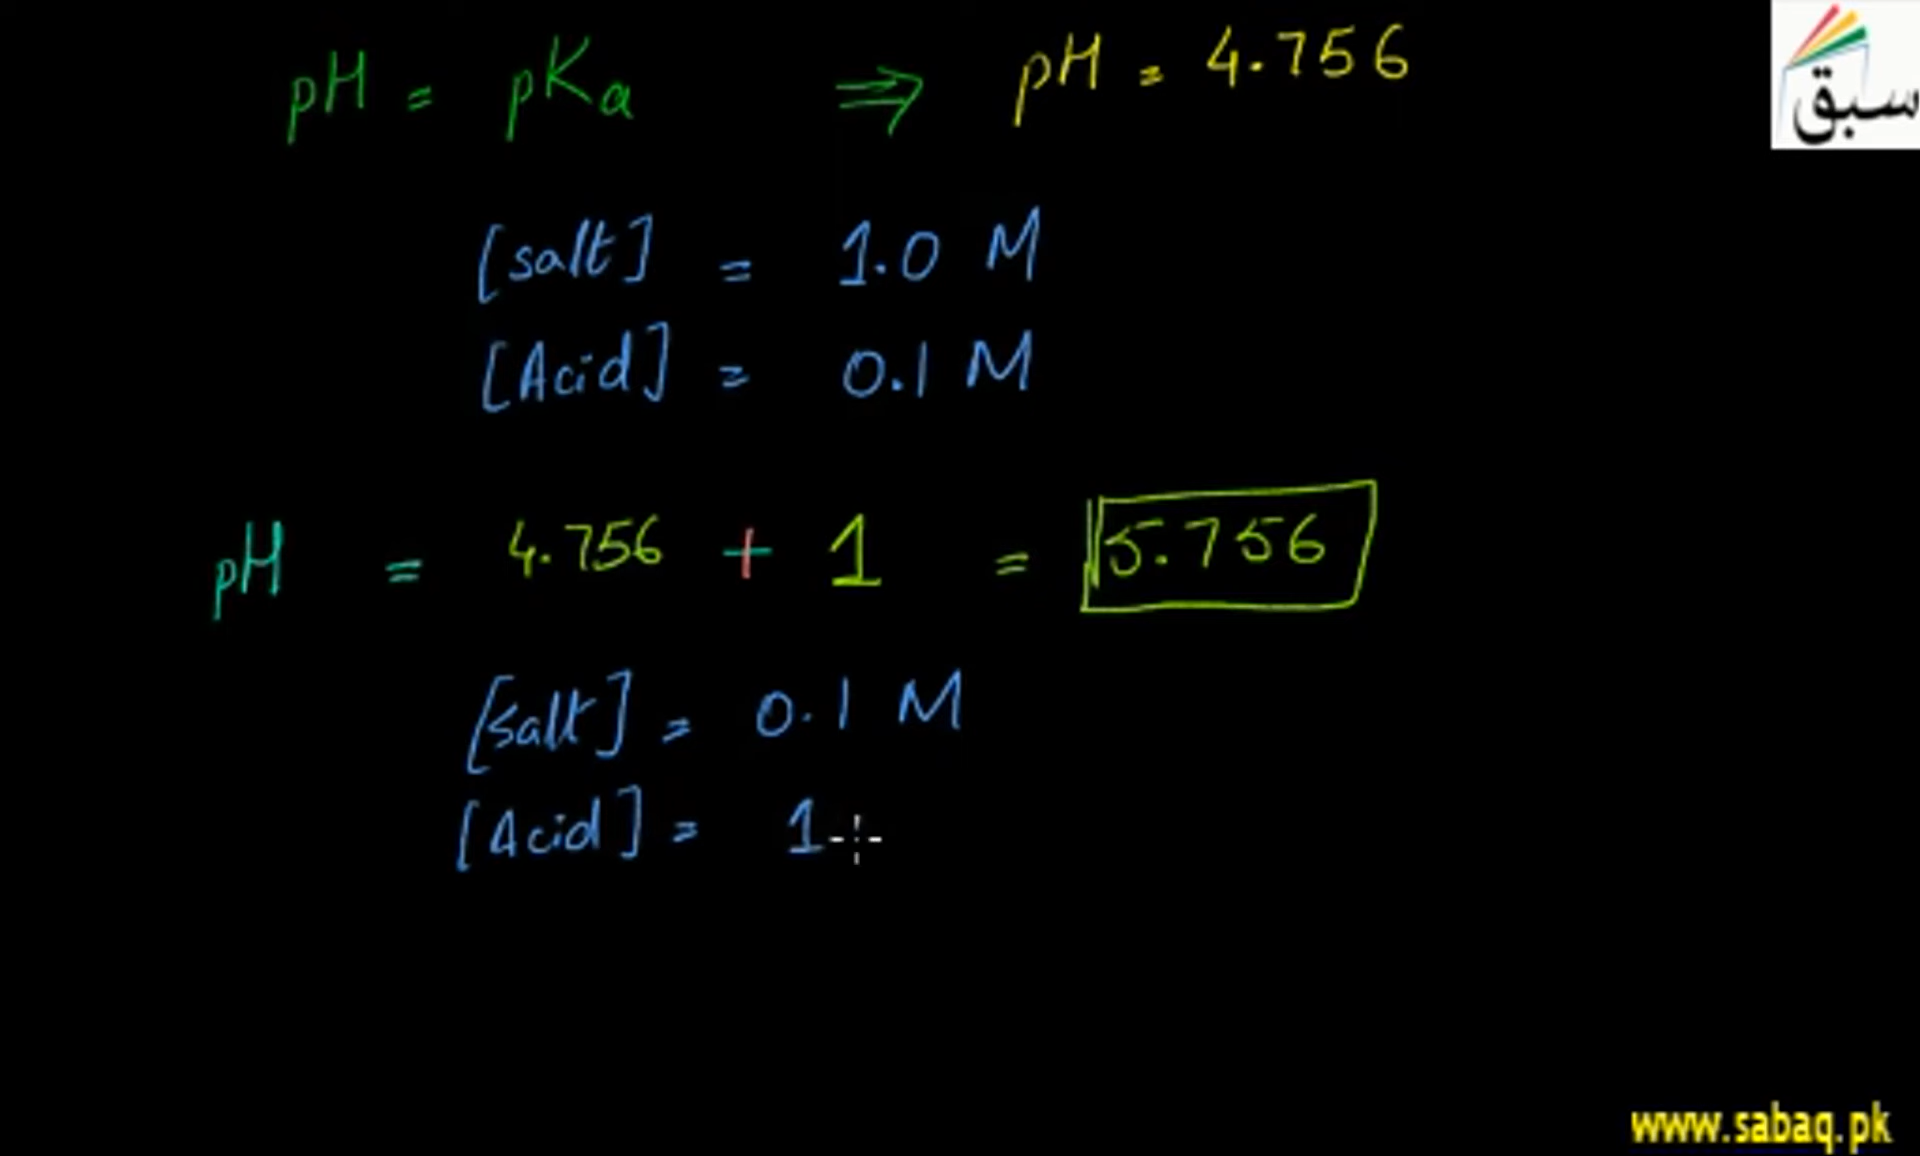 pH = pKa ⇒ pH = 4.756
سبق
[salt] = 1.0 M
[Acid] = 0.1 M
pH = 4.756 + 1 = 5.756
[Salt] = 0.1 M
[Acid] = 1
www.sabaq.pk